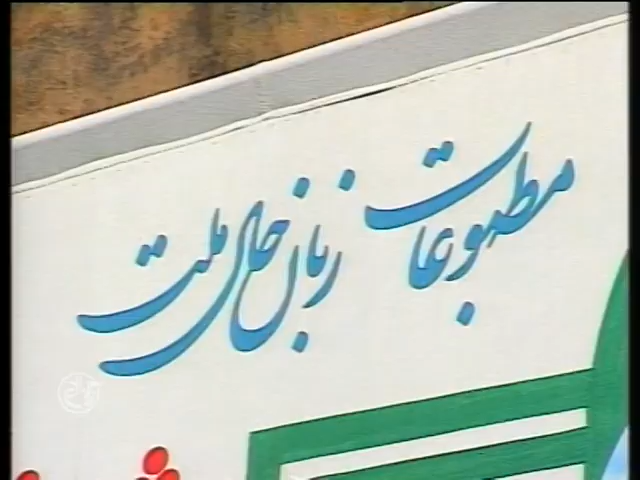 مطبوعات زبان حال ملت